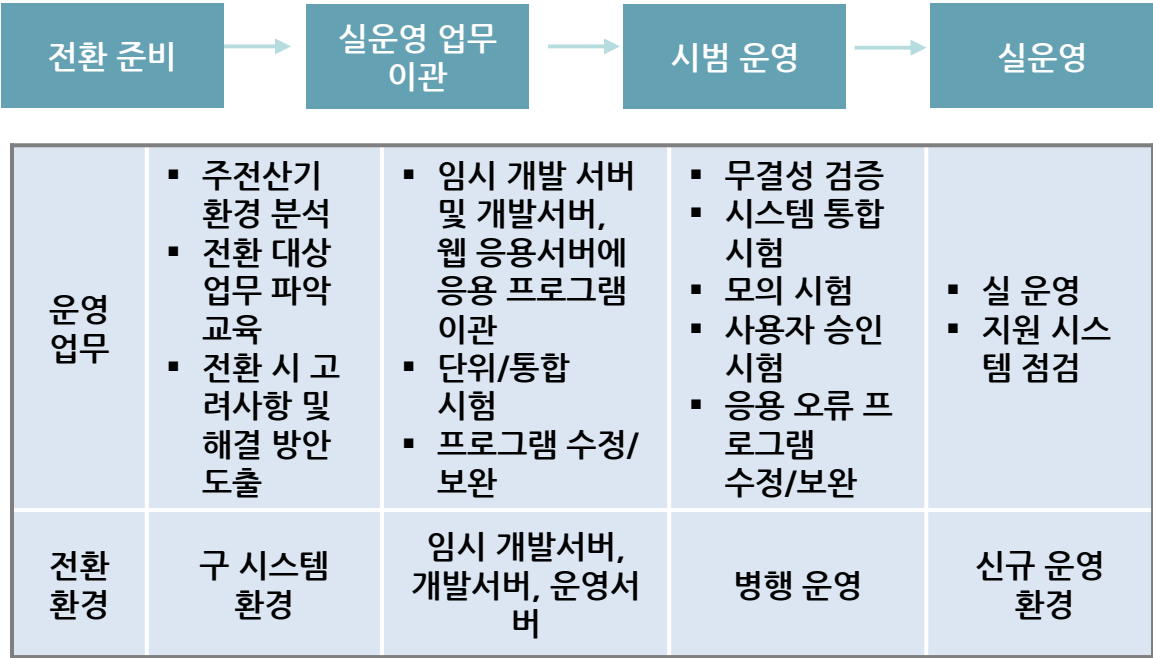 전환 준비
실운영 업무
이관
시범 운영
실운영
운영
업무
▪ 주전산기
환경 분석
▪ 전환 대상
업무 파악
교육
▪ 전환 시 고
려사항 및
해결 방안
도출
▪ 임시 개발 서버
및 개발서버,
웹 응용서버에
응용 프로그램
이관
▪ 단위/통합
시험
▪ 프로그램 수정/
보완
▪ 무결성 검증
▪ 시스템 통합
시험
▪ 모의 시험
▪ 사용자 승인
시험
▪ 응용 오류 프
로그램
수정/보완
▪ 실 운영
▪ 지원 시스
템 점검
전환
환경
구 시스템
환경
임시 개발서버,
개발서버, 운영서
버
병행 운영
신규 운영
환경